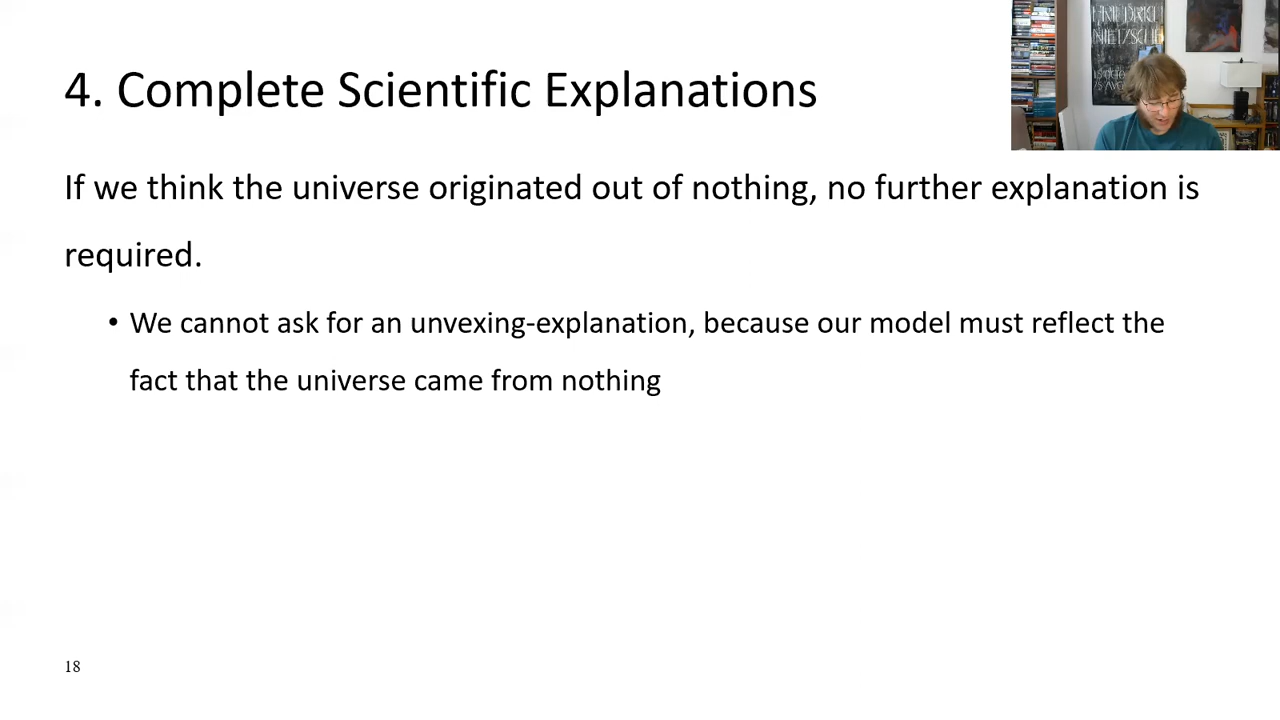 FRIEDRICH
NIETZSCHE
4. Complete Scientific Explanations
If we think the universe originated out of nothing, no further explanation is
required.
• We cannot ask for an unvexing-explanation, because our model must reflect the
fact that the universe came from nothing
18